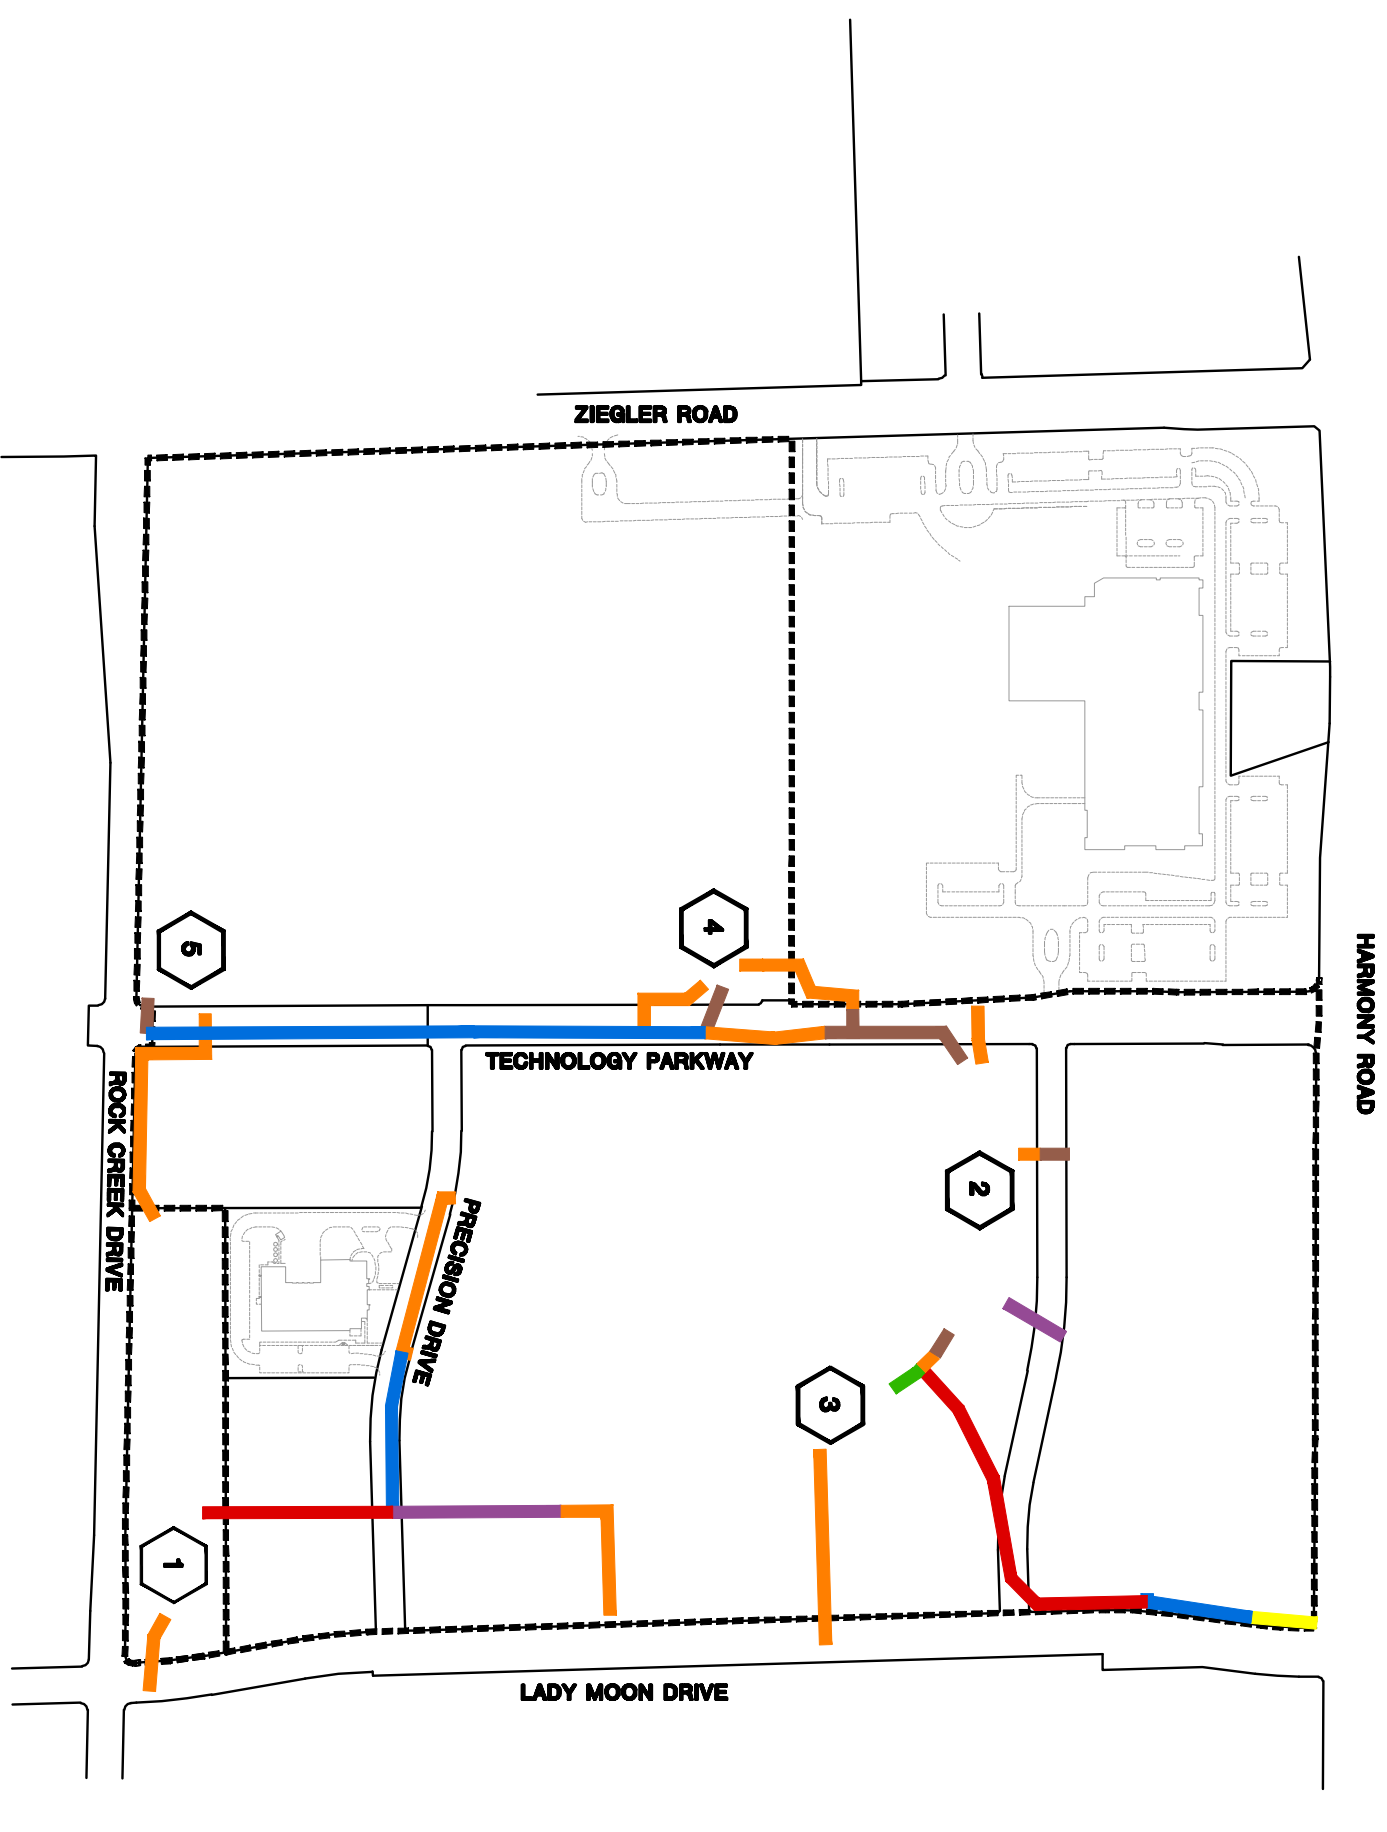 ZIEGLER ROAD
HARMONY ROAD
5
4
TECHNOLOGY PARKWAY
ROCK CREEK DRIVE
2
PRECISION DRIVE
3
1
LADY MOON DRIVE